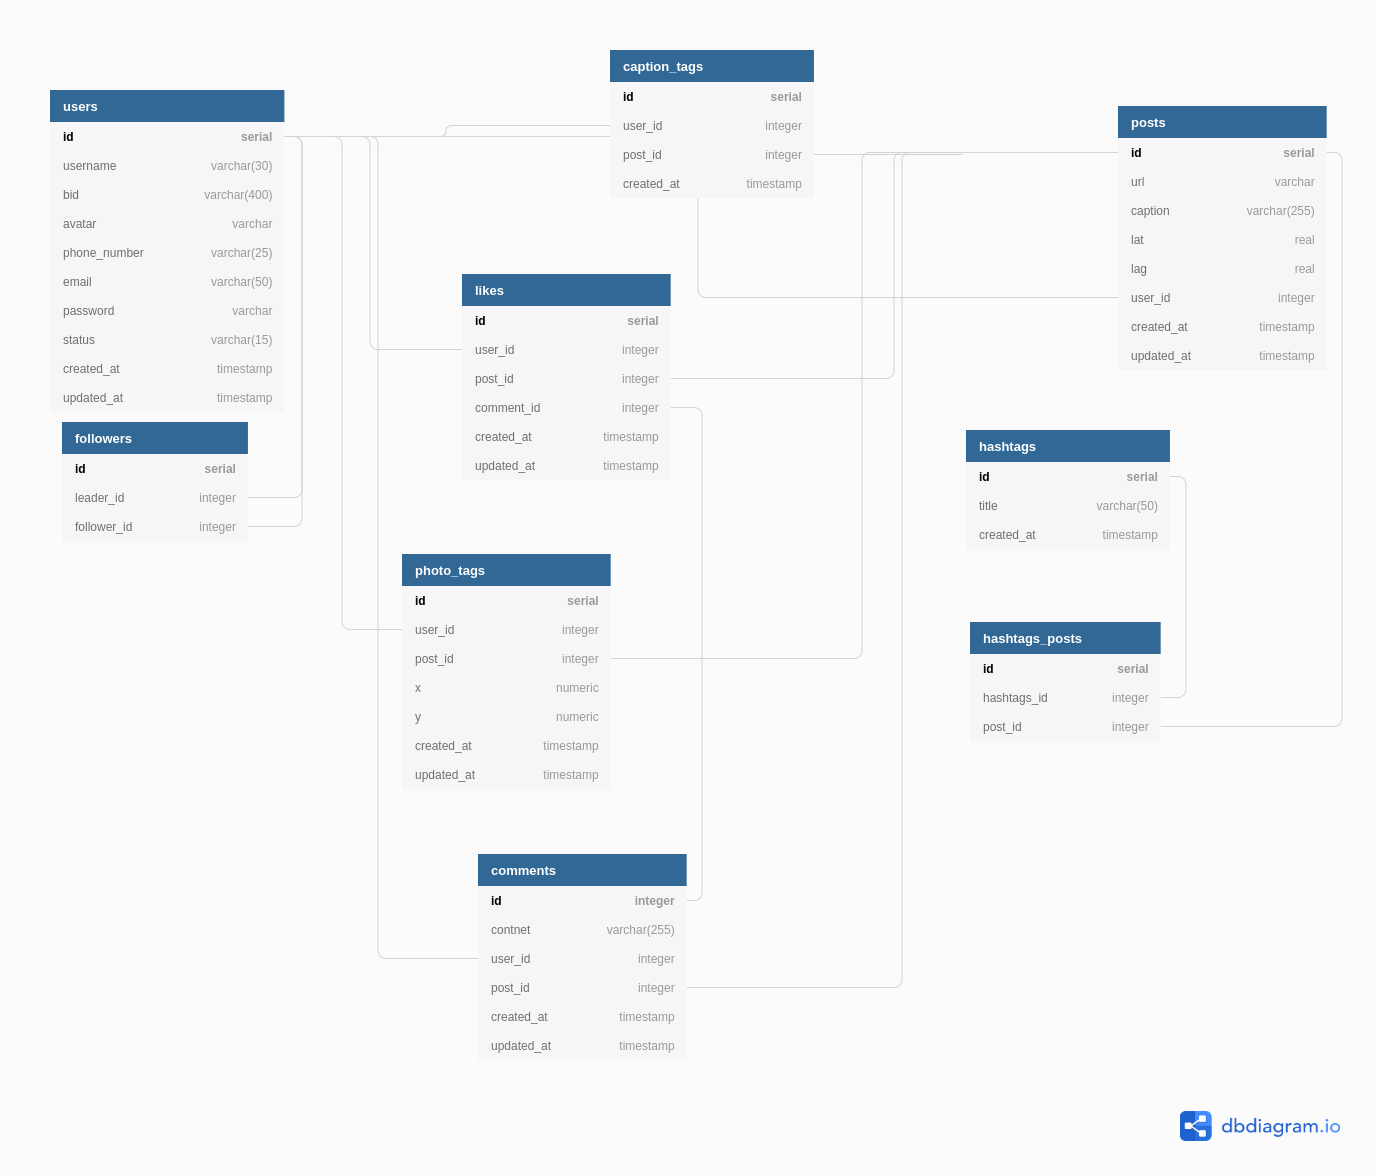 users
id serial
username varchar(30)
bid varchar(400)
avatar varchar
phone_number varchar(25)
email varchar(50)
password varchar
status varchar(15)
created_at timestamp
updated_at timestamp
followers
id serial
leader_id integer
follower_id integer
caption_tags
id serial
user_id integer
post_id integer
created_at timestamp
likes
id serial
user_id integer
post_id integer
comment_id integer
created_at timestamp
updated_at timestamp
photo_tags
id serial
user_id integer
post_id integer
x numeric
y numeric
created_at timestamp
updated_at timestamp
comments
id integer
contnet varchar(255)
user_id integer
post_id integer
created_at timestamp
updated_at timestamp
posts
id serial
url varchar
caption varchar(255)
lat real
lag real
user_id integer
created_at timestamp
updated_at timestamp
hashtags
id serial
title varchar(50)
created_at timestamp
hashtags_posts
id serial
hashtags_id integer
post_id integer
dbdiagram.io